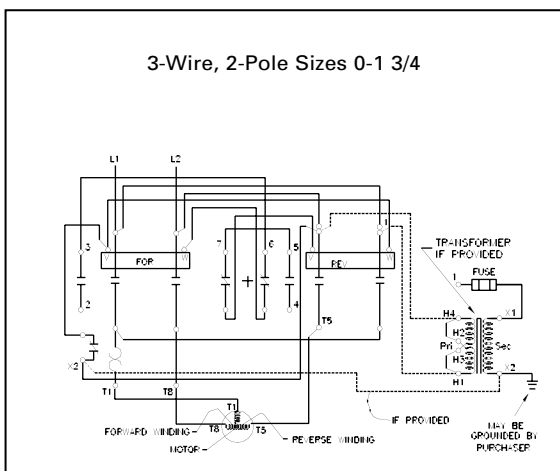 3-Wire, 2-Pole Sizes 0-1 3/4
L1 L2
3 7 6 5 1
V FOR W V REV W
TRANSFORMER
IF PROVIDED
1 FUSE
2 4
T5
H4 X1
H2
Pri Sec
H3
X2 H1 X2
T1 T8
T1
FORWARD WINDING T8 T5 REVERSE WINDING
MOTOR
IF PROVIDED
MAY BE
GROUNDED BY
PURCHASER